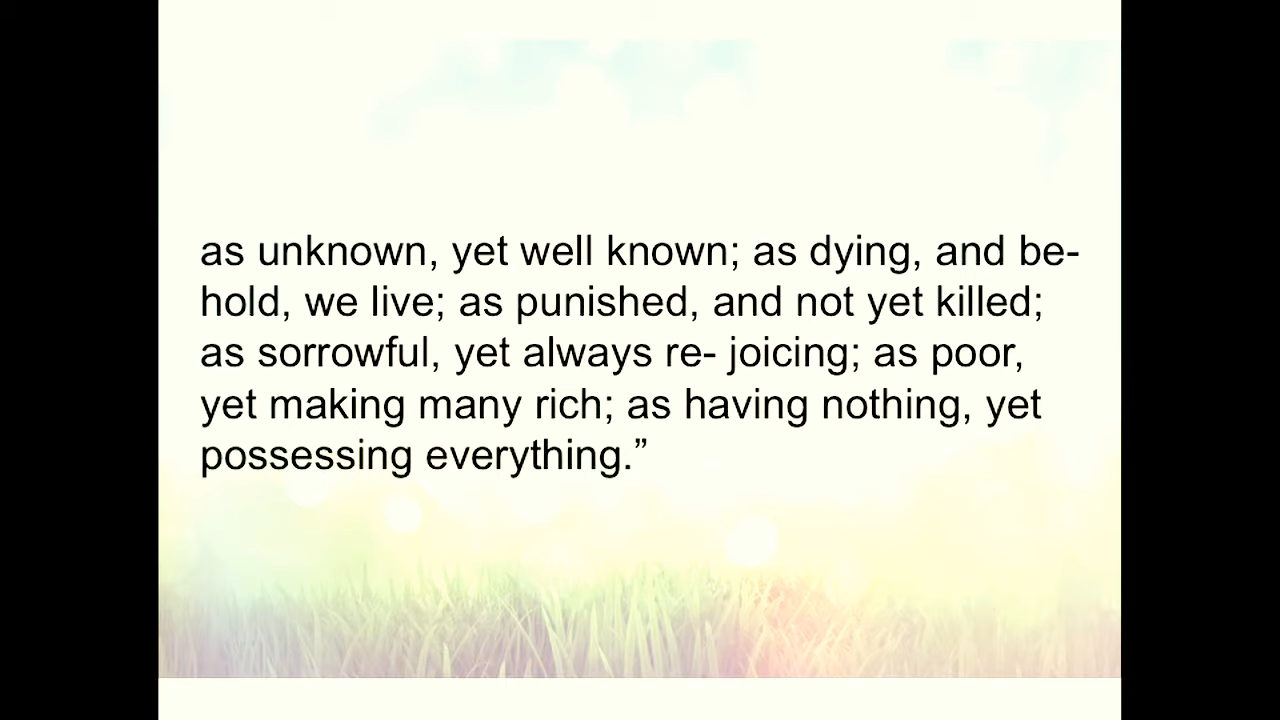 as unknown, yet well known; as dying, and be-
hold, we live; as punished, and not yet killed;
as sorrowful, yet always re- joicing; as poor,
yet making many rich; as having nothing, yet
possessing everything.”